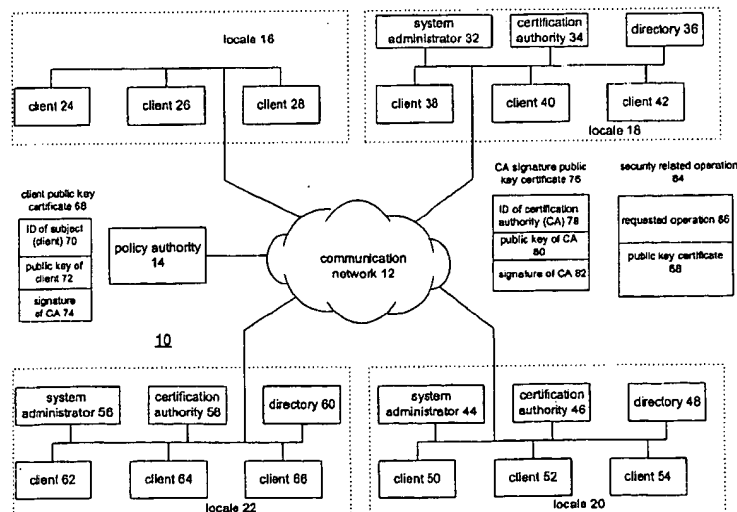 locale 16
client 24
client 26
client 28
system
administrator 32
certification
authority 34
directory 36
client 38
client 40
client 42
locale 18
client public key
certificate 68
ID of subject
(client) 70
public key of
client 72
signature
of CA 74
policy authority
14
communication
network 12
CA signature public
key certificate 76
ID of certification
authority (CA) 78
public key of CA
80
signature of CA 82
security related operation
84
requested operation 86
public key certificate
68
10
system
administrator 56
certification
authority 58
directory 60
client 62
client 64
client 66
locale 22
system
administrator 44
certification
authority 46
directory 48
client 50
client 52
client 54
locale 20